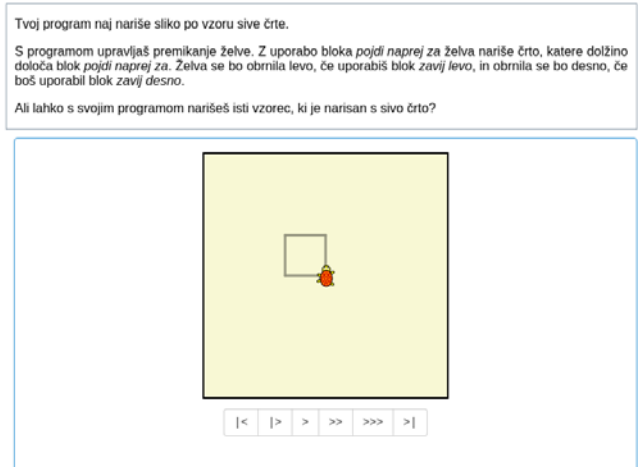 Tvoj program naj nariše sliko po vzoru sive črte.
S programom upravljaš premikanje želve. Z uporabo bloka pojdi naprej za želva nariše črto, katere dolžino
določa blok pojdi naprej za. Želva se bo obrnila levo, če uporabiš blok zavij levo, in obrnila se bo desno, če
boš uporabil blok zavij desno.
Ali lahko s svojim programom narišeš isti vzorec, ki je narisan s sivo črto?
|< |> > >> >>> >|